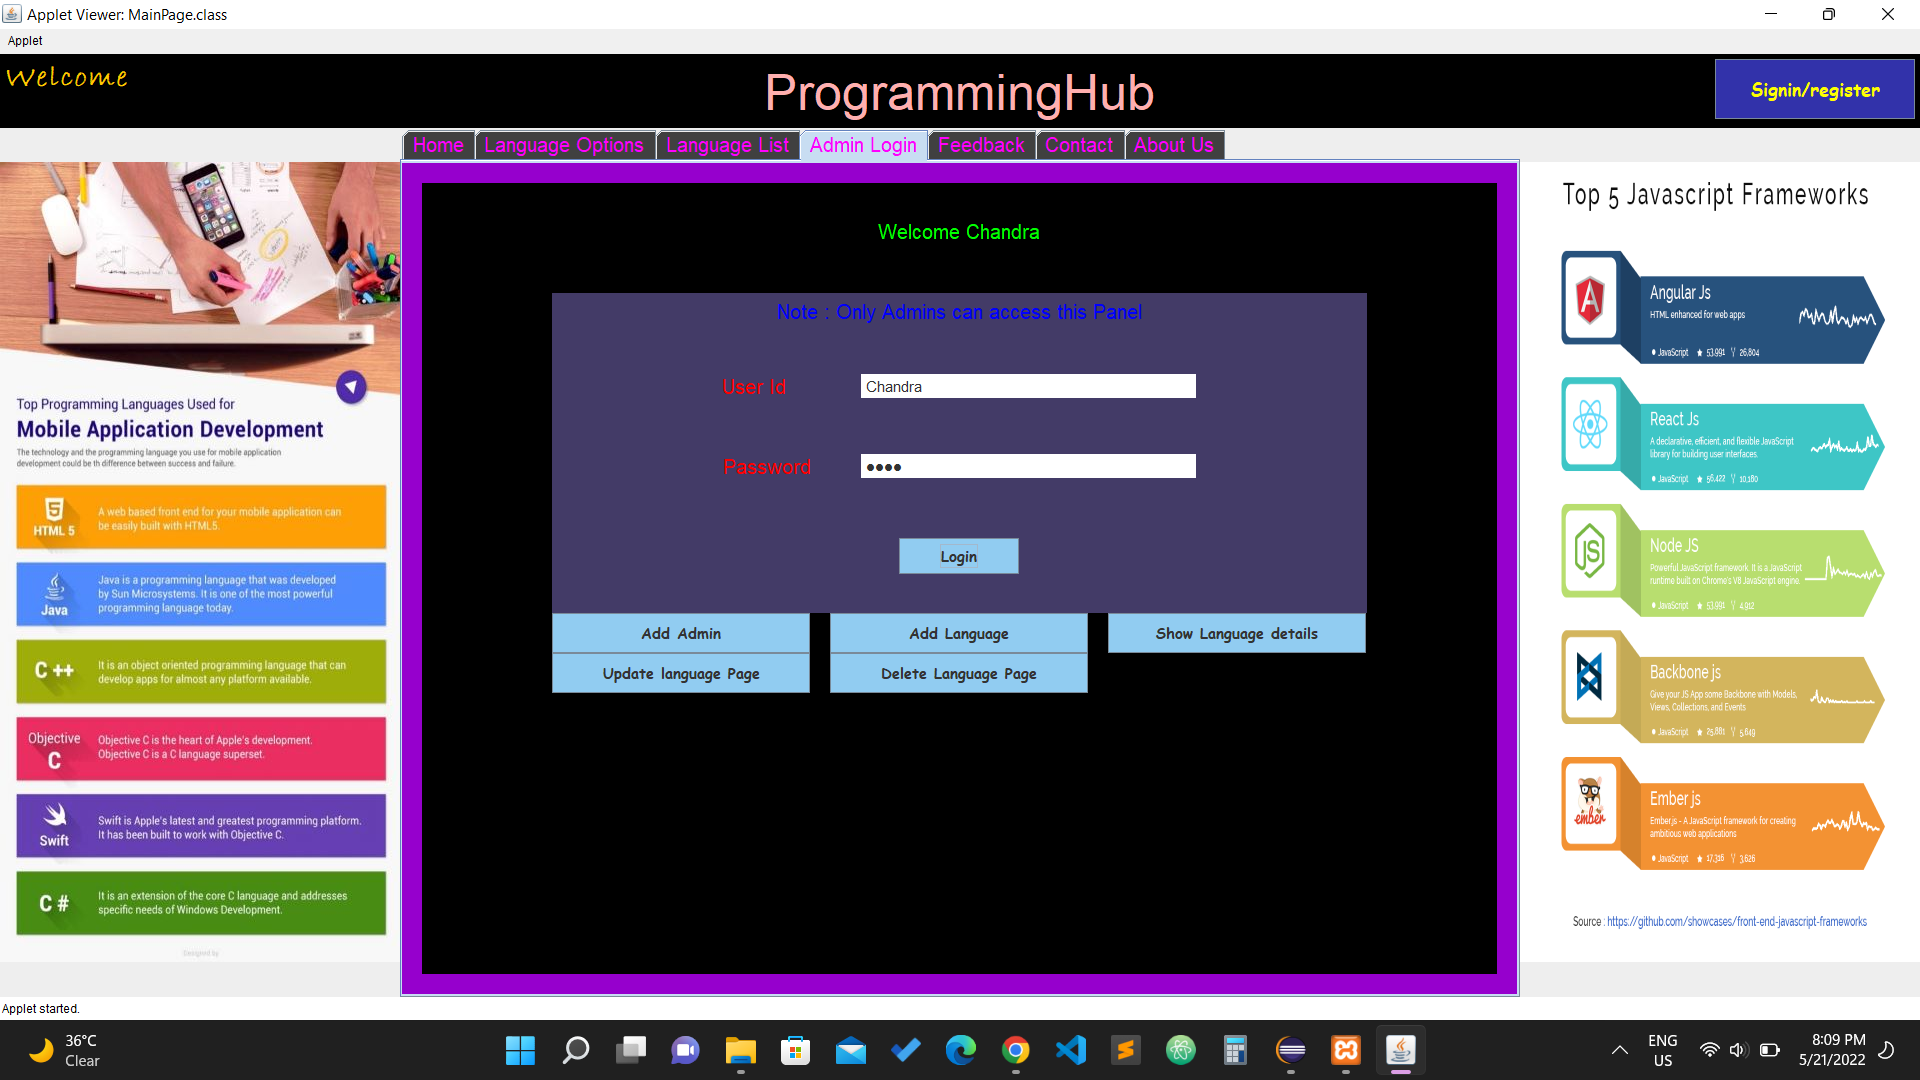 Applet Viewer: MainPage.class
Applet
Welcome
ProgrammingHub
Signin/register
Home
Language Options
Language List
Admin Login
Feedback
Contact
About Us
Top Programming Languages Used for
Mobile Application Development
The technology and the programming language you use for mobile application
development could be th difference between success and failure.
HTML 5
A web based front end for your mobile application can
be easily built with HTML5.
Java
Java is a programming language that was developed
by Sun Microsystems. It is one of the most powerful
programming language today.
C ++
It is an object oriented programming language that can
develop apps for almost any platform available.
Objective
C
Objective C is the heart of Apple's development.
Objective C is a C language superset.
Swift
Swift is Apple's latest and greatest programming platform.
It has been built to work with Objective C.
C #
It is an extension of the core C language and addresses
specific needs of Windows Development.
Designed by
Welcome Chandra
Note : Only Admins can access this Panel
User Id
Chandra
Password
Login
Add Admin
Add Language
Show Language details
Update language Page
Delete Language Page
Top 5 Javascript Frameworks
Angular Js
HTML enhanced for web apps
JavaScript 53,991 26,804
React Js
A declarative, efficient, and flexible JavaScript
library for building user interfaces.
JavaScript 56,422 10,180
JS
Node JS
Powerful JavaScript framework. It is a JavaScript
runtime built on Chrome's V8 JavaScript engine.
JavaScript 53,991 4,912
Backbone js
Give your JS App some Backbone with Models,
Views, Collections, and Events
JavaScript 25,881 5,649
ember
Ember js
Ember.js - A JavaScript framework for creating
ambitious web applications
JavaScript 17,316 3,626
Source : https://github.com/showcases/front-end-javascript-frameworks
Applet started.
36°C
Clear
ENG
US
8:09 PM
5/21/2022